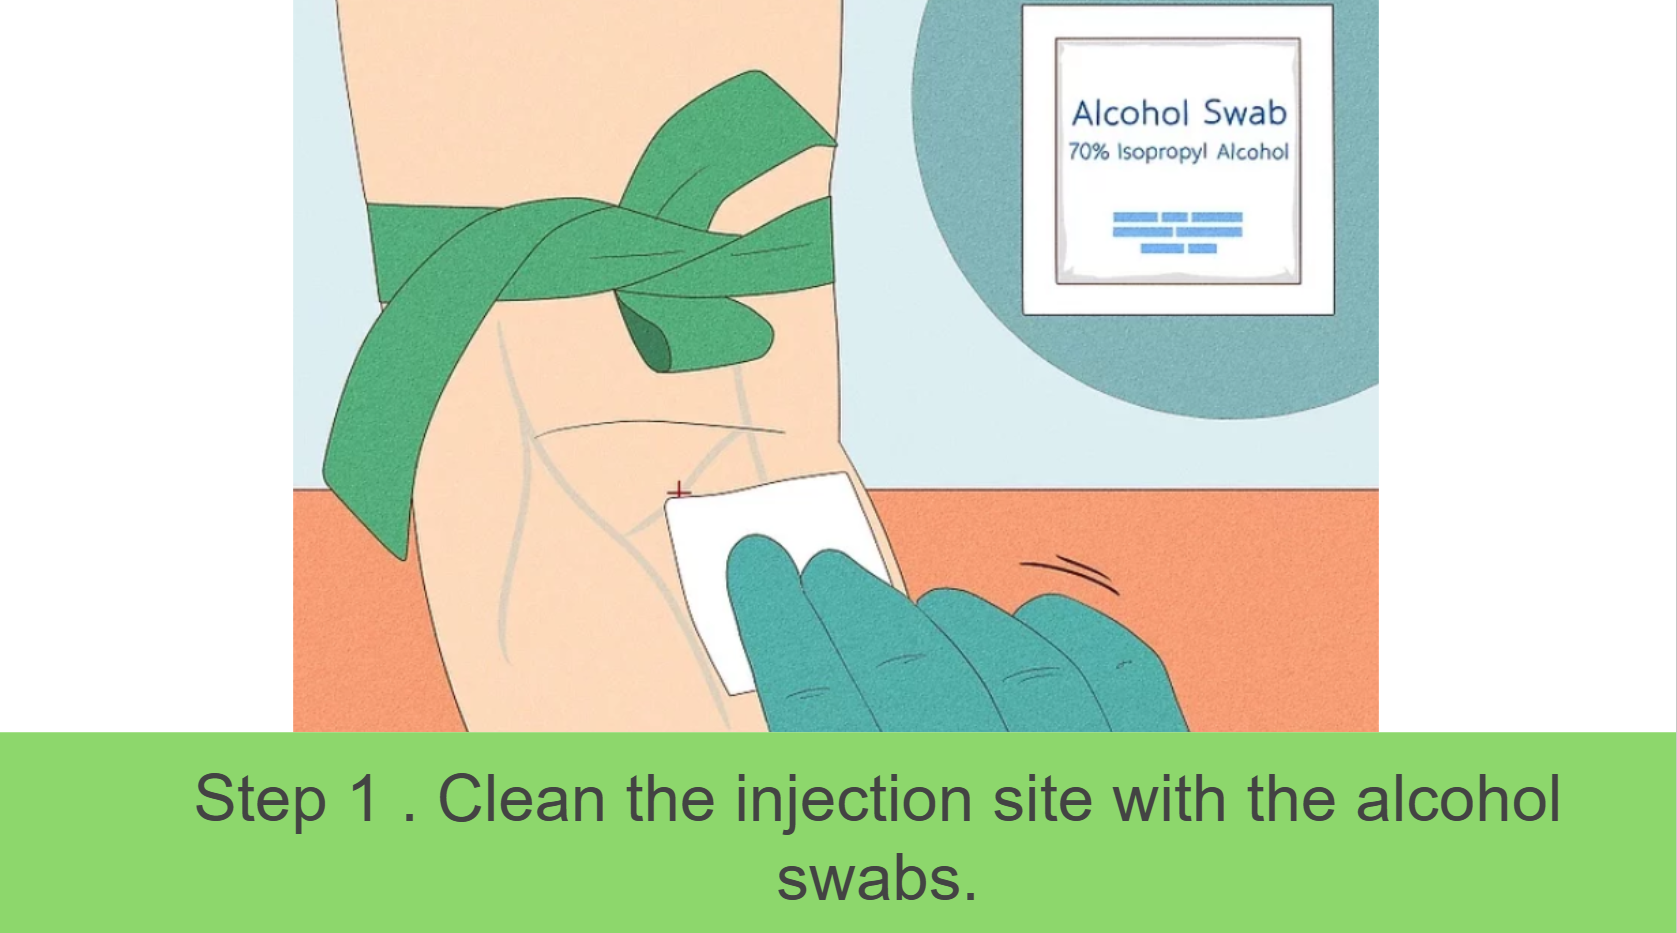 Alcohol Swab
70% Isopropyl Alcohol
Step 1 . Clean the injection site with the alcohol
swabs.